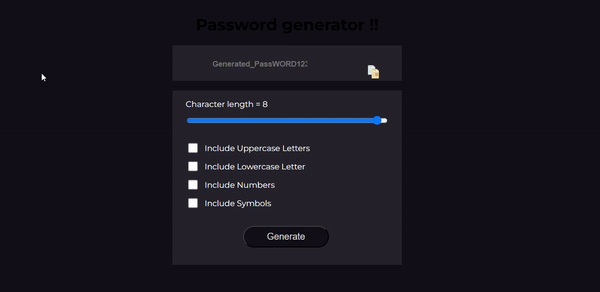 Password generator !!
Generated_PassWORD123
Character length = 8
Include Uppercase Letters
Include Lowercase Letter
Include Numbers
Include Symbols
Generate